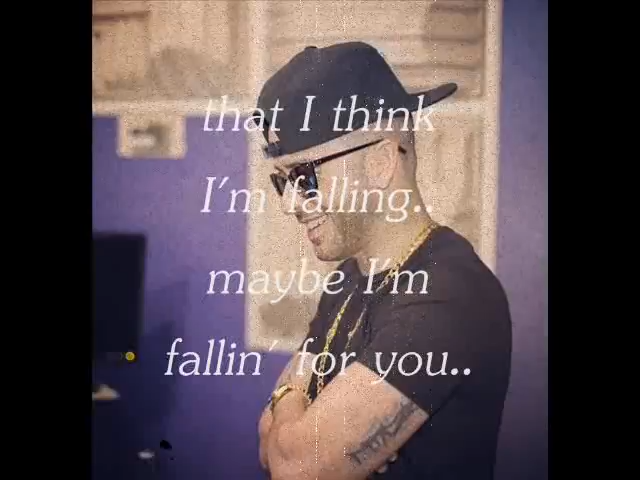 that I think
I'm falling..
maybe I'm
fallin' for you..